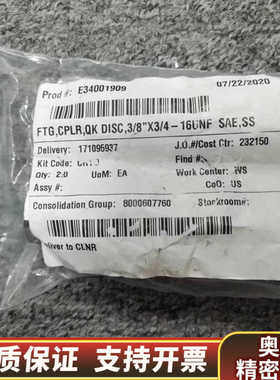 Prod #: E34001909
07/22/2020
FTG,CPLR,QK DISC,3/8"X3/4-16UNF SAE,SS
Delivery: 171095937
J.O.#/Cost Ctr: 232150
Kit Code:
Find #:
Qty: 2.0 UoM: EA
Work Center: WS
Assy #:
CoO: US
Consolidation Group: 8000607760
Stockroom#:
liver to CLNR
质保证 支持开票
奥
精密